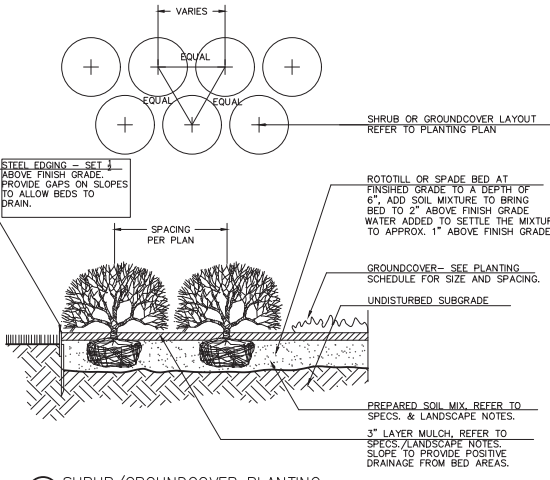 VARIES
EQUAL
EQUAL
EQUAL
SHRUB OR GROUNDCOVER LAYOUT
REFER TO PLANTING PLAN
STEEL EDGING – SET ½
ABOVE FINISH GRADE.
PROVIDE GAPS ON SLOPES
TO ALLOW BEDS TO
DRAIN.
ROTOTILL OR SPADE BED AT
FINSIHED GRADE TO A DEPTH OF
6", ADD SOIL MIXTURE TO BRING
BED TO 2" ABOVE FINISH GRADE
WATER ADDED TO SETTLE THE MIXTUR
TO APPROX. 1" ABOVE FINISH GRADE
SPACING
PER PLAN
GROUNDCOVER– SEE PLANTING
SCHEDULE FOR SIZE AND SPACING.
UNDISTURBED SUBGRADE
PREPARED SOIL MIX, REFER TO
SPECS. & LANDSCAPE NOTES.
3" LAYER MULCH, REFER TO
SPECS./LANDSCAPE NOTES.
SLOPE TO PROVIDE POSITIVE
DRAINAGE FROM BED AREAS.
SHRUB/GROUNDCOVER PLANTING